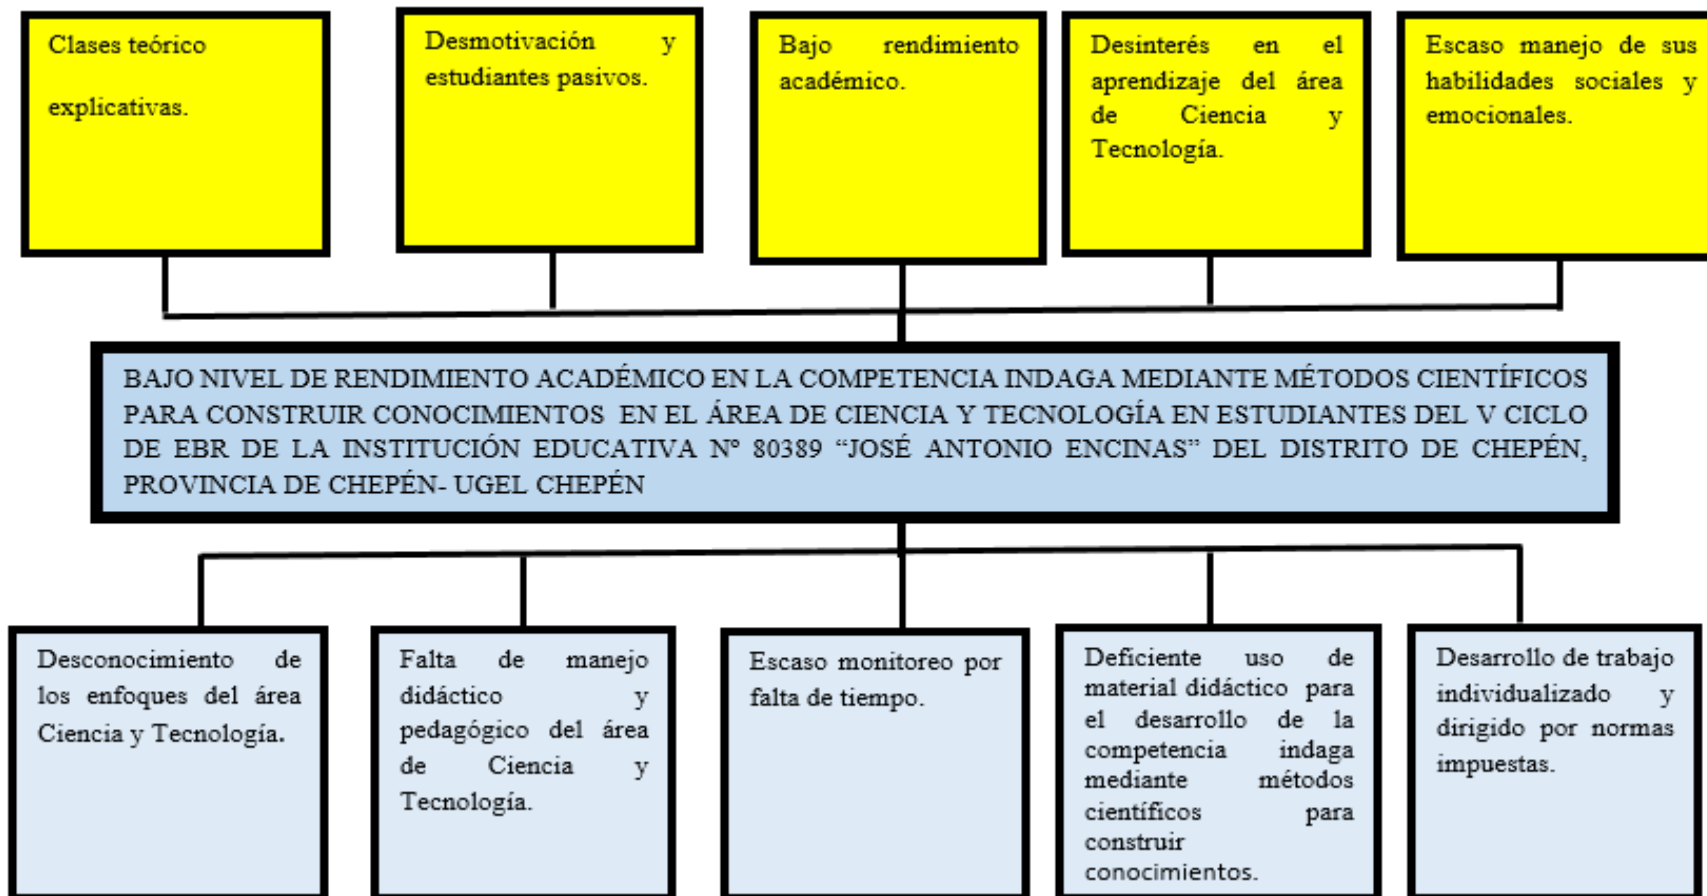 Clases teórico
explicativas.
Desmotivación y
estudiantes pasivos.
Bajo rendimiento
académico.
Desinterés en el
aprendizaje del área
de Ciencia y
Tecnología.
Escaso manejo de sus
habilidades sociales y
emocionales.
BAJO NIVEL DE RENDIMIENTO ACADÉMICO EN LA COMPETENCIA INDAGA MEDIANTE MÉTODOS CIENTÍFICOS
PARA CONSTRUIR CONOCIMIENTOS EN EL ÁREA DE CIENCIA Y TECNOLOGÍA EN ESTUDIANTES DEL V CICLO
DE EBR DE LA INSTITUCIÓN EDUCATIVA Nº 80389 “JOSÉ ANTONIO ENCINAS” DEL DISTRITO DE CHEPÉN,
PROVINCIA DE CHEPÉN- UGEL CHEPÉN
Desconocimiento de
los enfoques del área
Ciencia y Tecnología.
Falta de manejo
didáctico y
pedagógico del área
de Ciencia y
Tecnología.
Escaso monitoreo por
falta de tiempo.
Deficiente uso de
material didáctico para
el desarrollo de la
competencia indaga
mediante métodos
científicos para
construir
conocimientos.
Desarrollo de trabajo
individualizado y
dirigido por normas
impuestas.